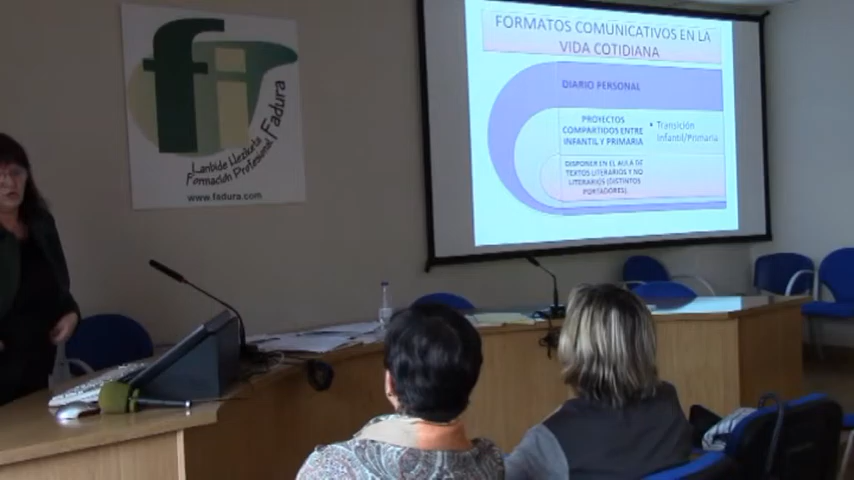 fi
Fadura
Lanbide Heziketa
Formación Profesional
www.fadura.com
FORMATOS COMUNICATIVOS EN LA
VIDA COTIDIANA
DIARIO PERSONAL
PROYECTOS
COMPARTIDOS ENTRE
INFANTIL Y PRIMARIA
• Transición
Infantil/Primaria
DISPONER EN EL AULA DE
TEXTOS LITERARIOS Y NO
LITERARIOS (DISTINTOS
PORTADORES)